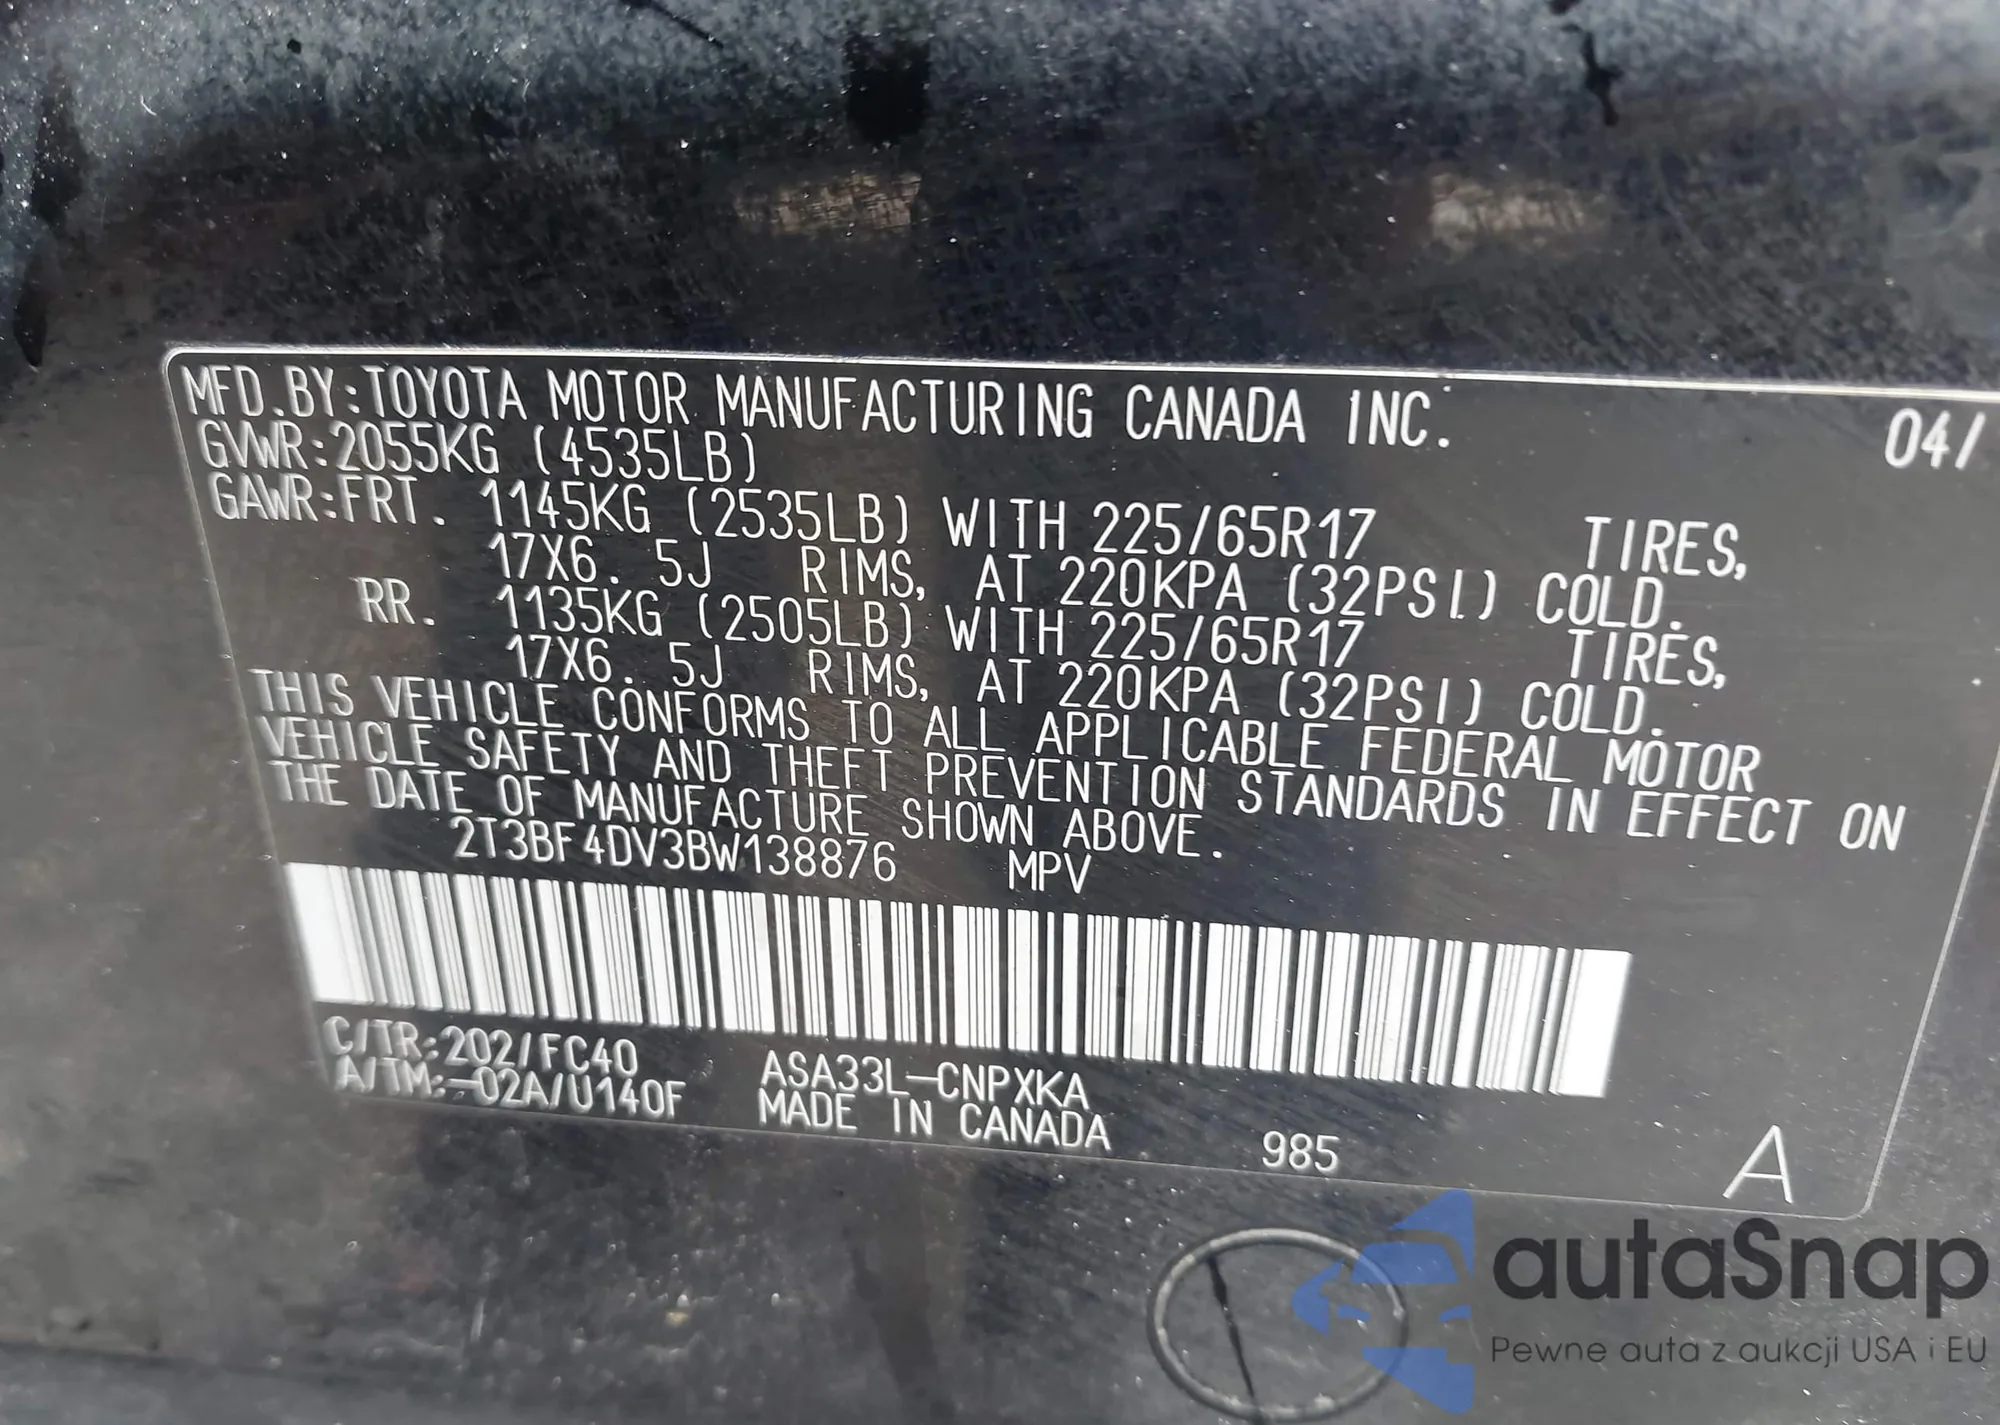 MFD.BY:TOYOTA MOTOR MANUFACTURING CANADA INC. 04/
GVWR:2055KG (4535LB)
GAWR:FRT. 1145KG (2535LB) WITH 225/65R17 TIRES,
17X6.5J RIMS, AT 220KPA (32PSI) COLD.
RR. 1135KG (2505LB) WITH 225/65R17 TIRES,
17X6.5J RIMS, AT 220KPA (32PSI) COLD.
THIS VEHICLE CONFORMS TO ALL APPLICABLE FEDERAL MOTOR
VEHICLE SAFETY AND THEFT PREVENTION STANDARDS IN EFFECT ON
THE DATE OF MANUFACTURE SHOWN ABOVE.
2T3BF4DV3BW138876 MPV
C/TR:202/FC40 ASA33L-CNPXKA
A/TM:-02A/U140F MADE IN CANADA 985 A
autaSnap
Pewne auta z aukcji USA i EU